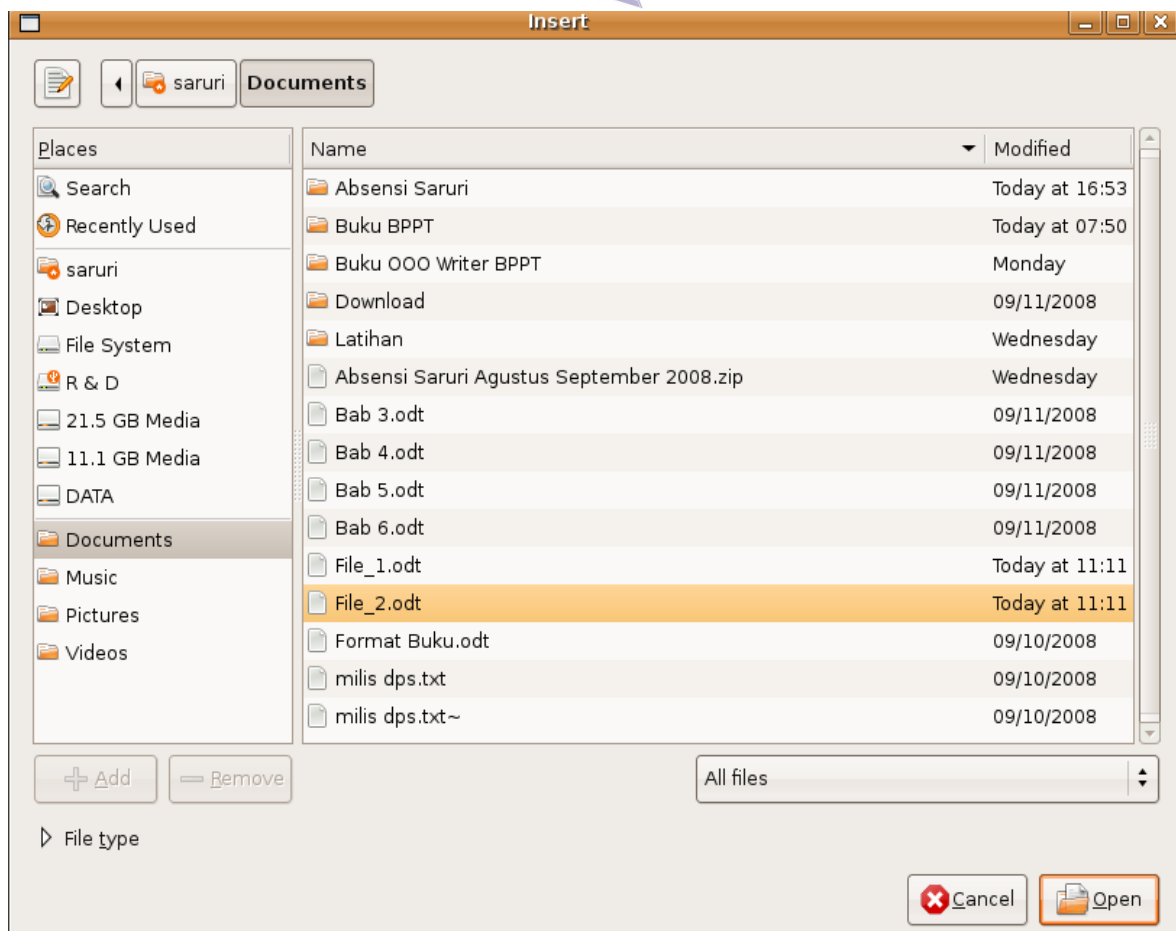 Insert
saruri Documents
Places
Search
Recently Used
saruri
Desktop
File System
R & D
21.5 GB Media
11.1 GB Media
DATA
Documents
Music
Pictures
Videos
Name Modified
Absensi Saruri Today at 16:53
Buku BPPT Today at 07:50
Buku OOO Writer BPPT Monday
Download 09/11/2008
Latihan Wednesday
Absensi Saruri Agustus September 2008.zip Wednesday
Bab 3.odt 09/11/2008
Bab 4.odt 09/11/2008
Bab 5.odt 09/11/2008
Bab 6.odt 09/11/2008
File_1.odt Today at 11:11
File_2.odt Today at 11:11
Format Buku.odt 09/10/2008
milis dps.txt 09/10/2008
milis dps.txt~ 09/10/2008
Add Remove All files
File type
Cancel Open